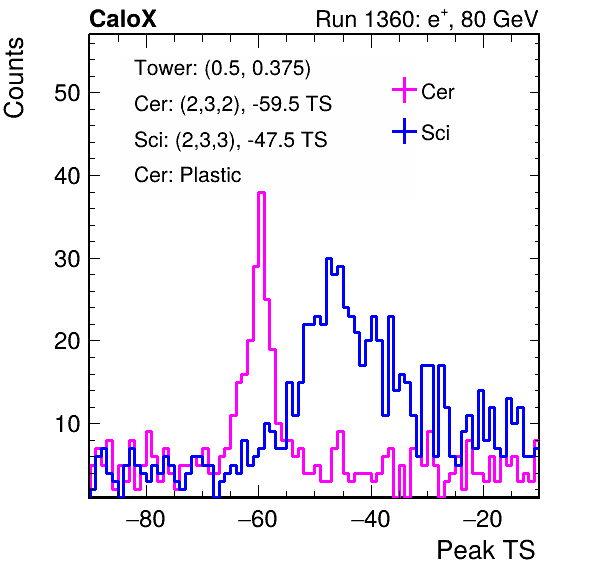 CaloX Run 1360: e⁺, 80 GeV
Counts
Tower: (0.5, 0.375)
Cer: (2,3,2), -59.5 TS
Sci: (2,3,3), -47.5 TS
Cer: Plastic
Cer
Sci
50
40
30
20
10
−80 −60 −40 −20
Peak TS